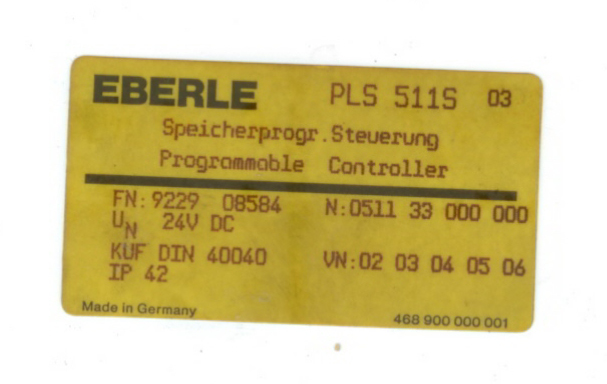 EBERLE PLS 511S 03
Speicherprogr.Steuerung
Programmable Controller
FN:9229 08584 N:0511 33 000 000
UN 24V DC
KUF DIN 40040 VN:02 03 04 05 06
IP 42
Made in Germany 468 900 000 001